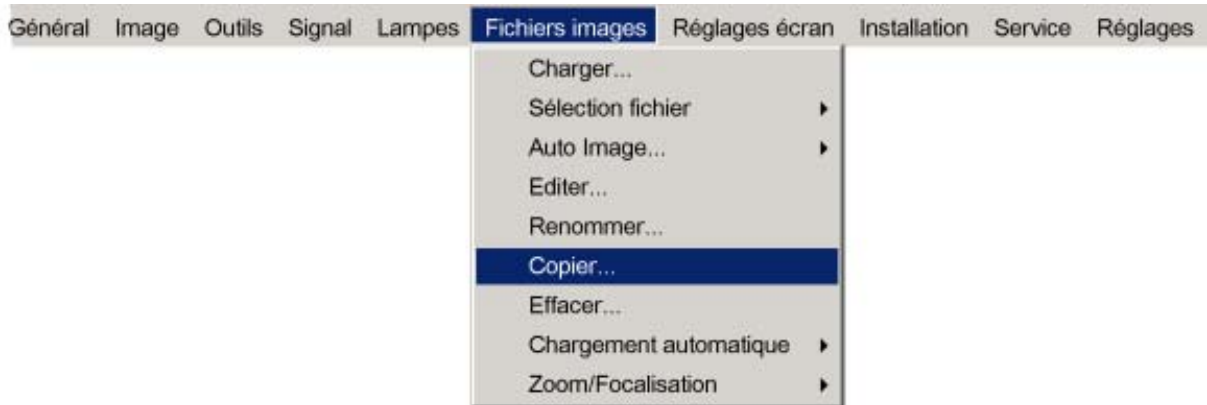 Général Image Outils Signal Lampes Fichiers images Réglages écran Installation Service Réglages
Charger...
Sélection fichier
Auto Image...
Editer...
Renommer...
Copier...
Effacer...
Chargement automatique
Zoom/Focalisation